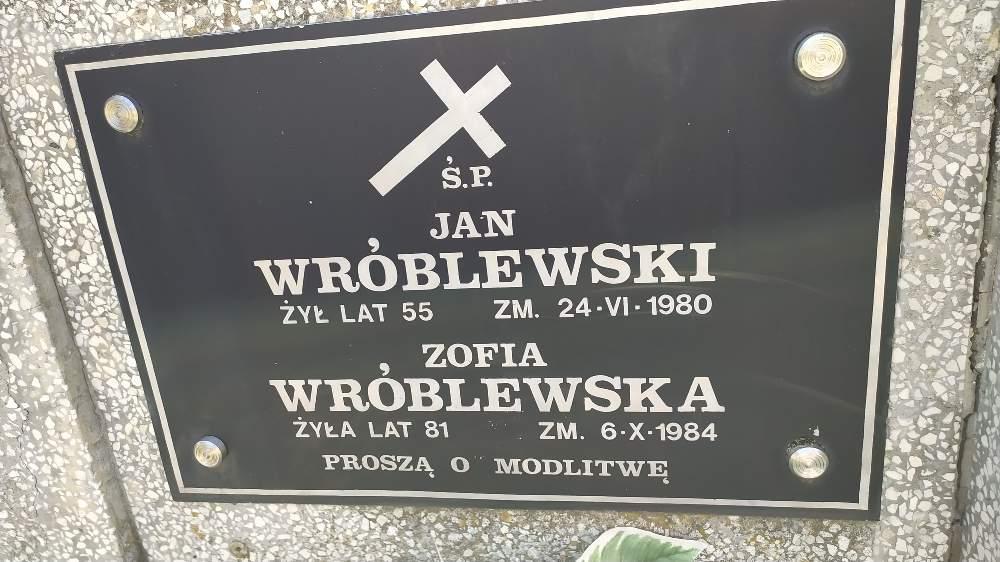 Ś.P.
JAN
WRÓBLEWSKI
ŻYŁ LAT 55 ZM. 24·VI·1980
ZOFIA
WRÓBLEWSKA
ŻYŁA LAT 81 ZM. 6·X·1984
PROSZĄ O MODLITWĘ